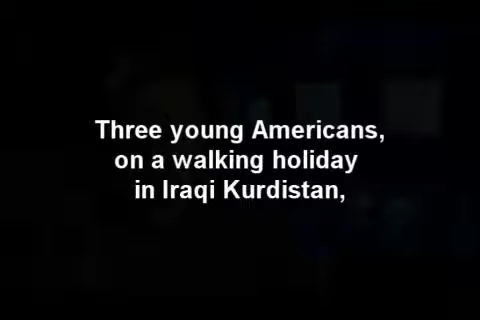 Three young Americans,
on a walking holiday
in Iraqi Kurdistan,